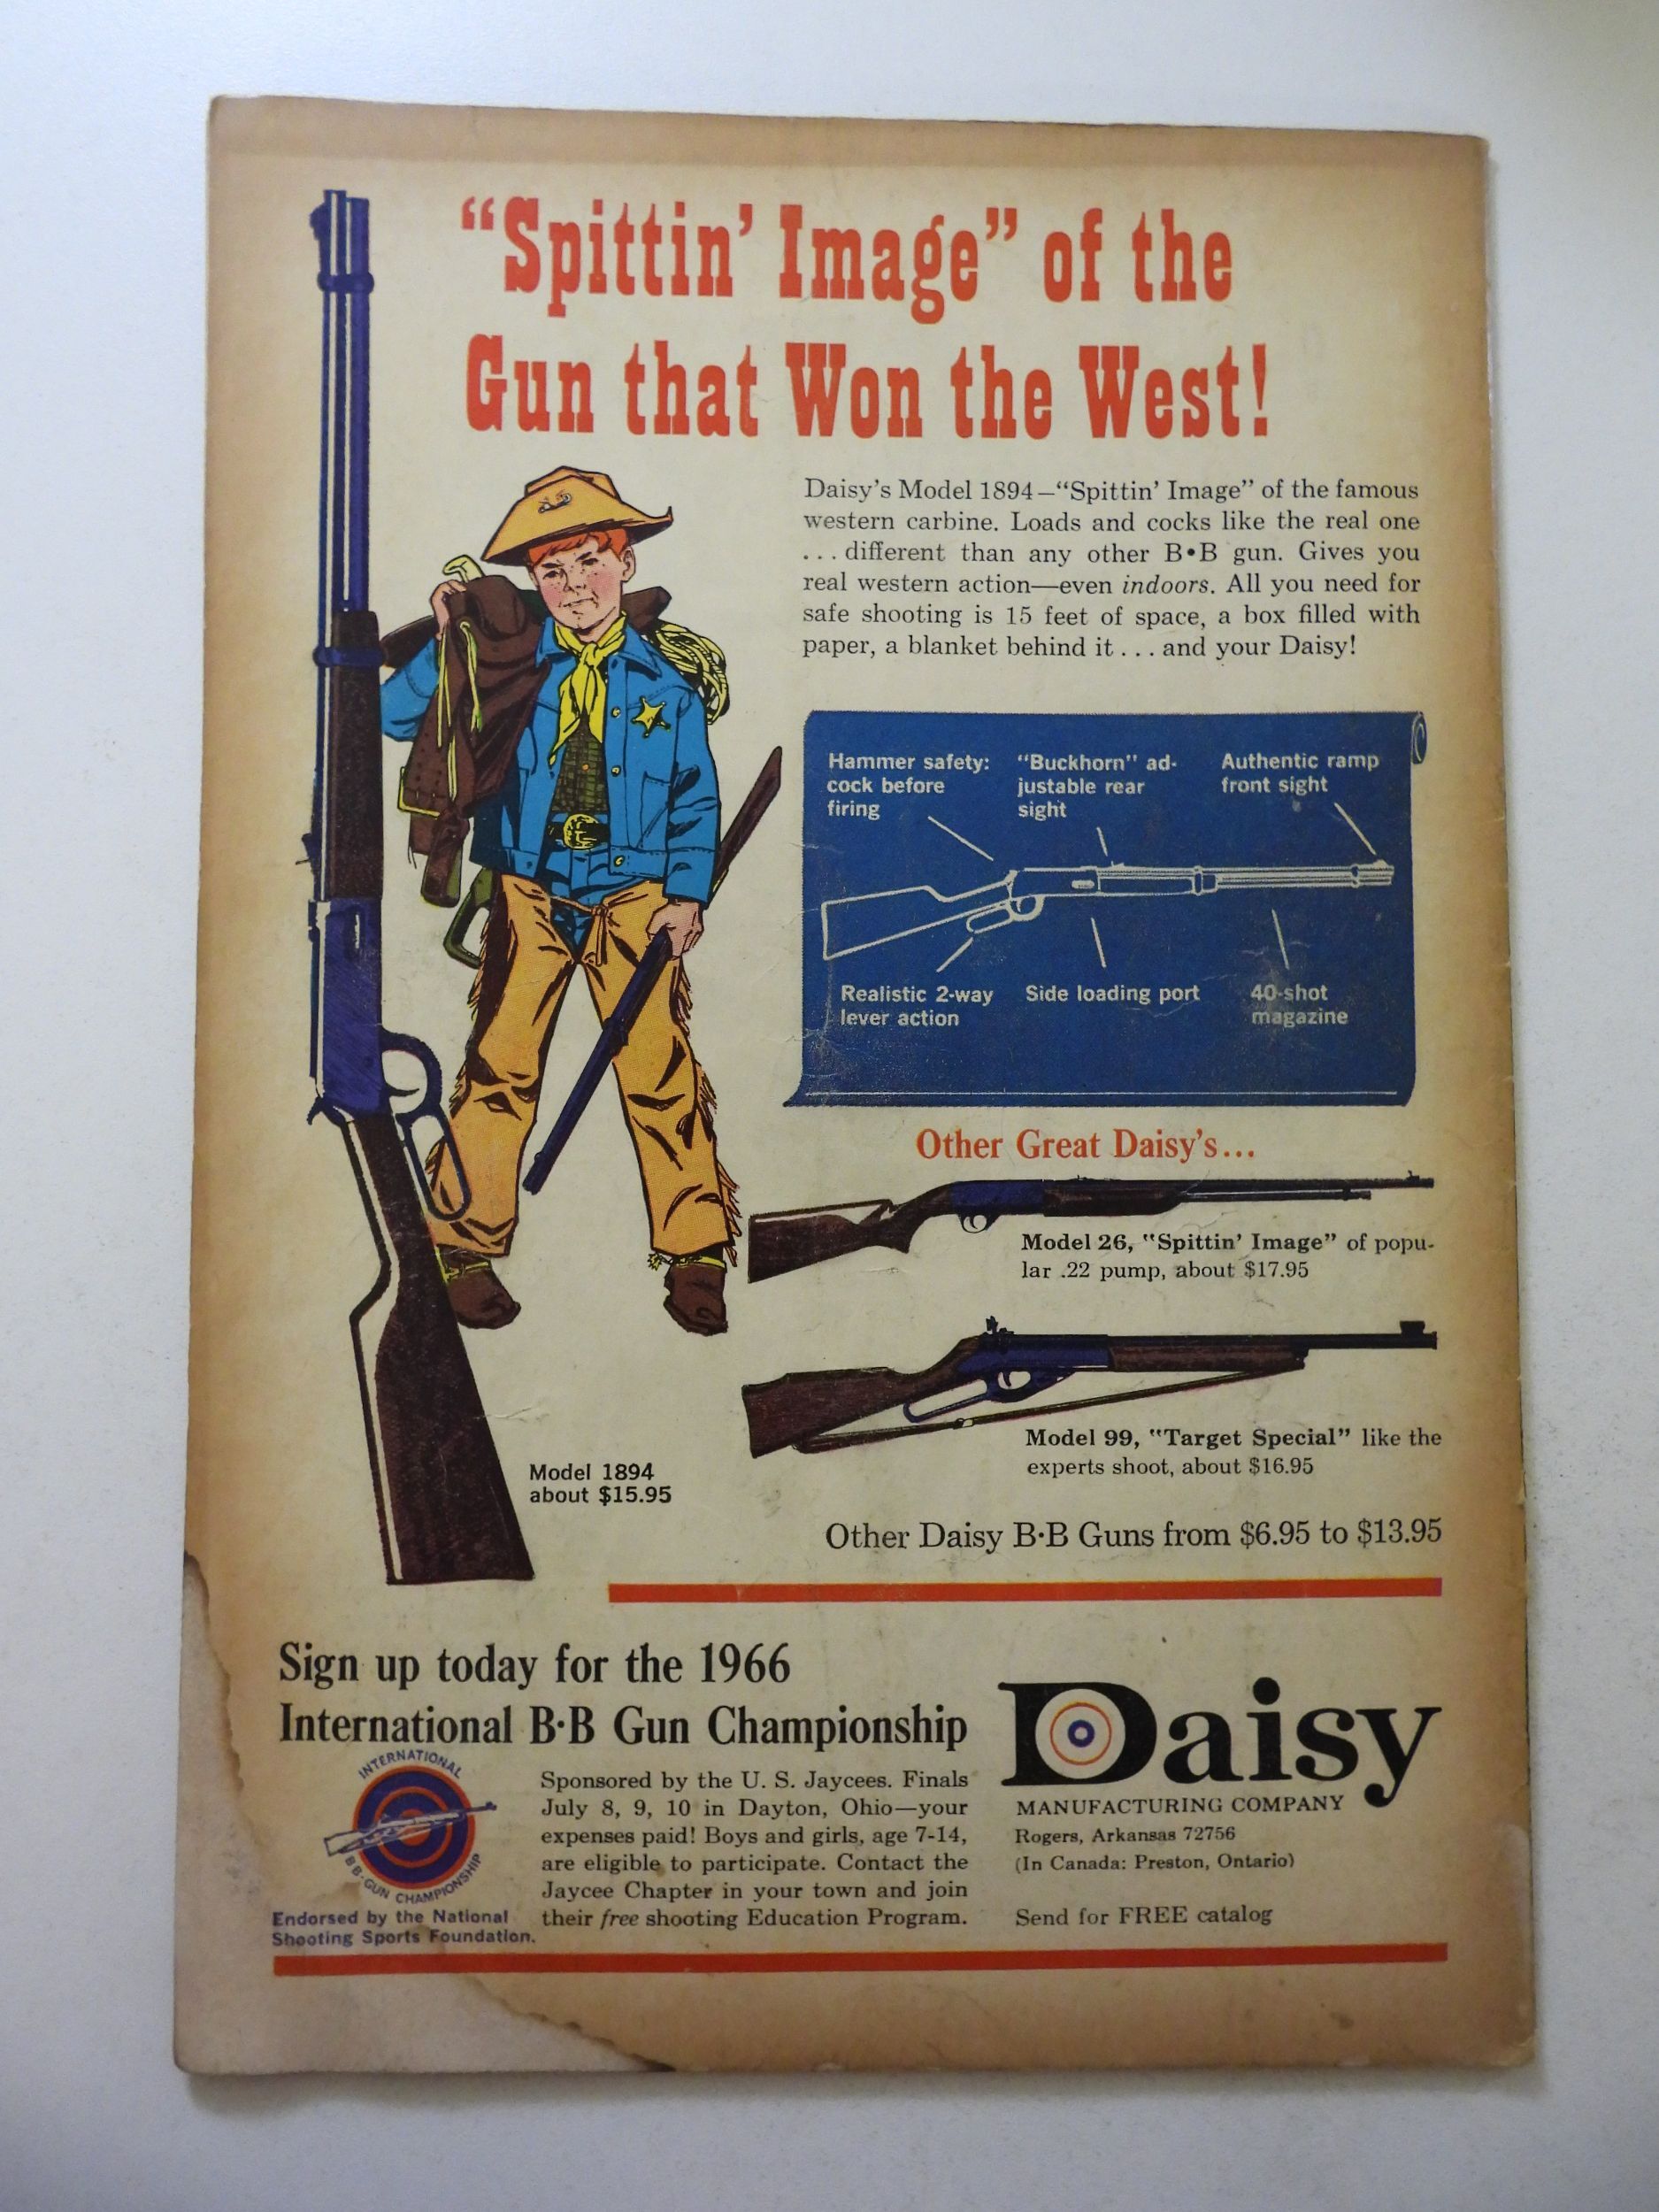 “Spittin’ Image” of the
Gun that Won the West!
Daisy’s Model 1894—“Spittin’ Image” of the famous
western carbine. Loads and cocks like the real one
... different than any other B•B gun. Gives you
real western action—even indoors. All you need for
safe shooting is 15 feet of space, a box filled with
paper, a blanket behind it ... and your Daisy!
Hammer safety:
cock before
firing
“Buckhorn” ad-
justable rear
sight
Authentic ramp
front sight
Realistic 2-way
lever action
Side loading port
40-shot
magazine
Other Great Daisy’s...
Model 26, “Spittin’ Image” of popu-
lar .22 pump, about $17.95
Model 99, “Target Special” like the
experts shoot, about $16.95
Model 1894
about $15.95
Other Daisy B·B Guns from $6.95 to $13.95
Sign up today for the 1966
International B·B Gun Championship
INTERNATIONAL
B·B·GUN CHAMPIONSHIP
Endorsed by the National
Shooting Sports Foundation.
Sponsored by the U. S. Jaycees. Finals
July 8, 9, 10 in Dayton, Ohio—your
expenses paid! Boys and girls, age 7-14,
are eligible to participate. Contact the
Jaycee Chapter in your town and join
their free shooting Education Program.
Daisy
MANUFACTURING COMPANY
Rogers, Arkansas 72756
(In Canada: Preston, Ontario)
Send for FREE catalog